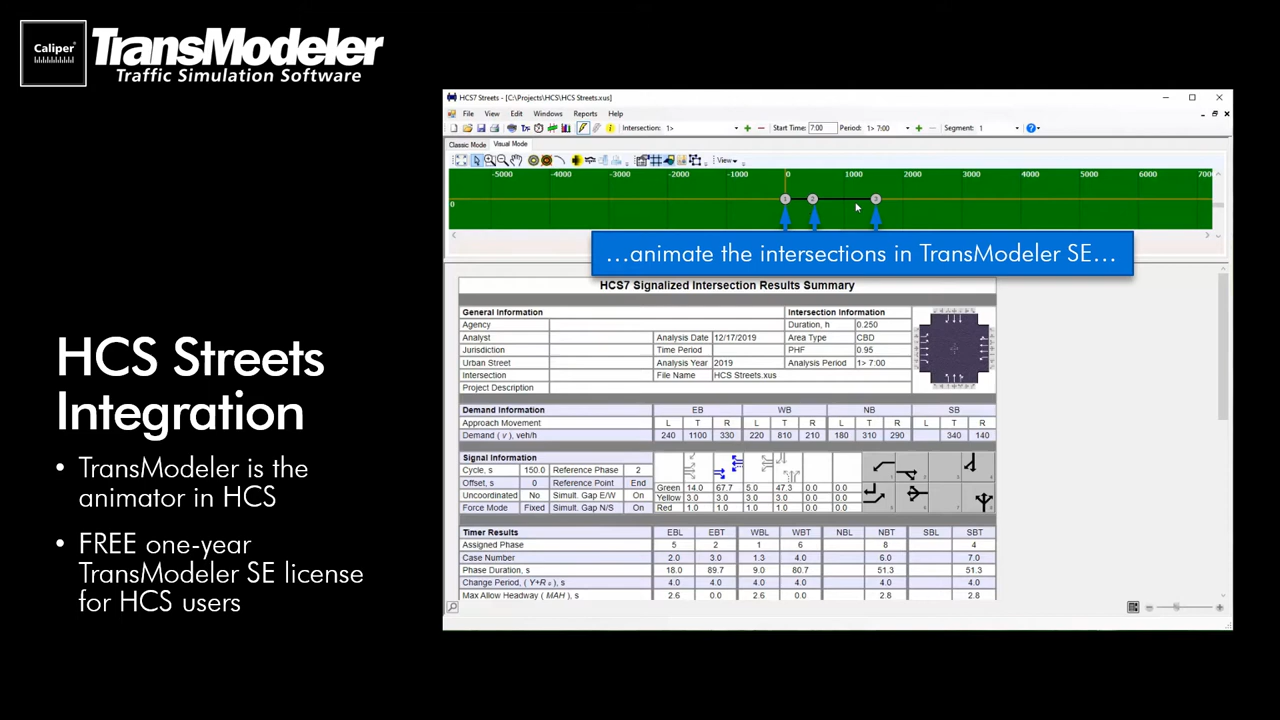 Caliper
TransModeler
Traffic Simulation Software
HCS Streets
Integration
• TransModeler is the
animator in HCS
• FREE one-year
TransModeler SE license
for HCS users
HCS7 Streets - [C:\Projects\HCS\HCS Streets.xus]
File View Edit Windows Reports Help
Intersection: 1> Start Time: 7:00 Period: 1> 7:00 Segment: 1
Classic Mode Visual Mode
View
-5000 -4000 -3000 -2000 -1000 0 1000 2000 3000 4000 5000 6000 7000
0 1 2 3
...animate the intersections in TransModeler SE...
HCS7 Signalized Intersection Results Summary
General Information Intersection Information
Agency Duration, h 0.250
Analyst Analysis Date 12/17/2019 Area Type CBD
Jurisdiction Time Period PHF 0.95
Urban Street Analysis Year 2019 Analysis Period 1> 7:00
Intersection File Name HCS Streets.xus
Project Description
Demand Information EB WB NB SB
Approach Movement L T R L T R L T R L T R
Demand ( v ), veh/h 240 1100 330 220 810 210 180 310 290 340 140
Signal Information
Cycle, s 150.0 Reference Phase 2
Offset, s 0 Reference Point End
Green 14.0 67.7 5.0 47.3 0.0 0.0
Uncoordinated No Simult. Gap E/W On
Yellow 3.0 3.0 3.0 3.0 0.0 0.0
Force Mode Fixed Simult. Gap N/S On
Red 1.0 1.0 1.0 1.0 0.0 0.0
Timer Results EBL EBT WBL WBT NBL NBT SBL SBT
Assigned Phase 5 2 1 6 8 4
Case Number 2.0 3.0 1.3 4.0 6.0 7.0
Phase Duration, s 18.0 89.7 9.0 80.7 51.3 51.3
Change Period, ( Y+R c ), s 4.0 4.0 4.0 4.0 4.0 4.0
Max Allow Headway ( MAH ), s 2.6 0.0 2.6 0.0 2.8 2.8